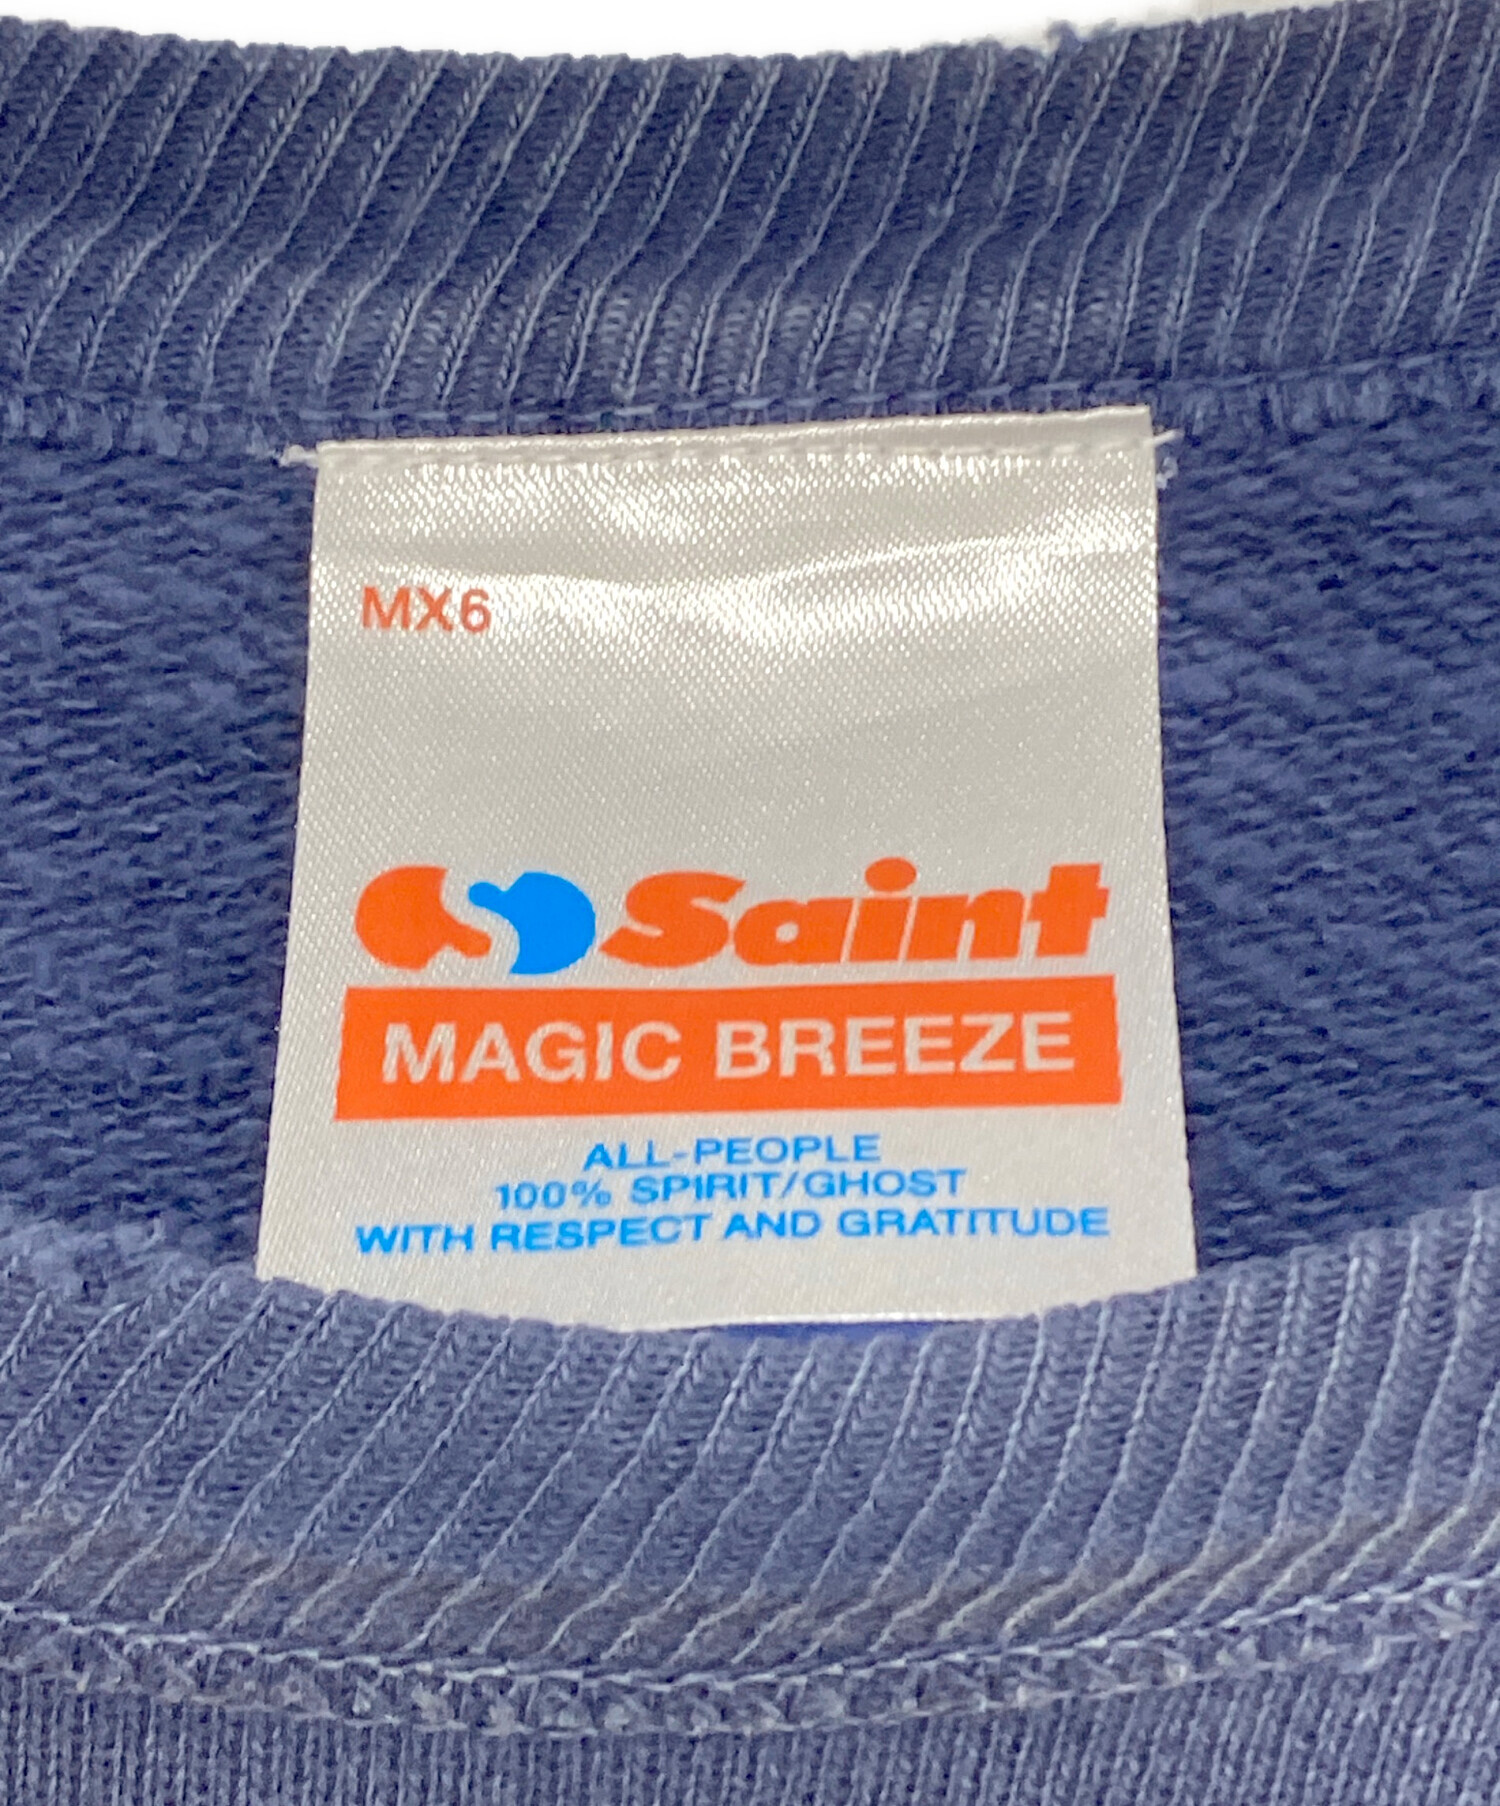 MX6
Saint
MAGIC BREEZE
ALL-PEOPLE
100% SPIRIT/GHOST
WITH RESPECT AND GRATITUDE